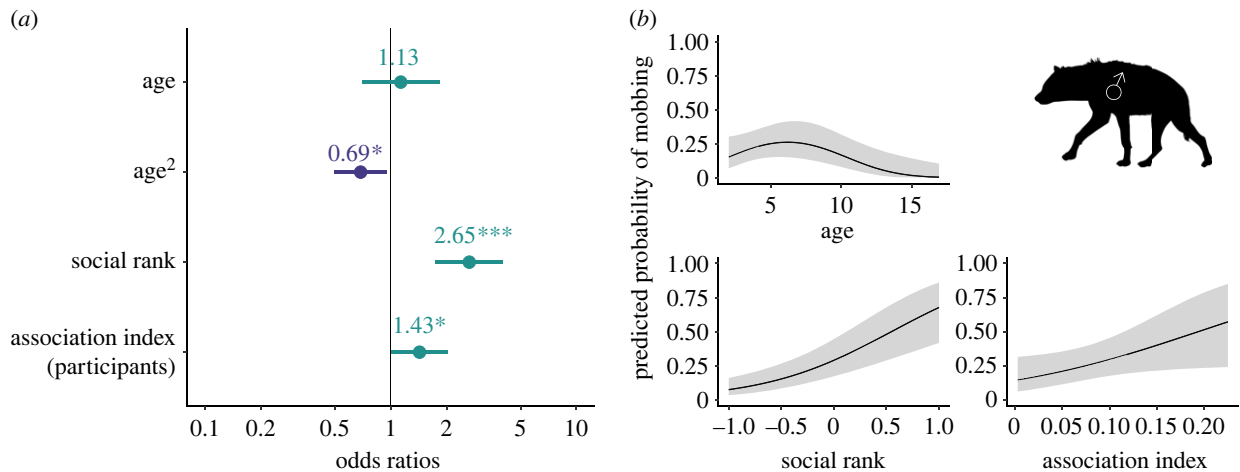 (a)
age
1.13
age²
0.69*
social rank
2.65***
association index
(participants)
1.43*
0.1 0.2 0.5 1 2 5 10
odds ratios
(b)
predicted probability of mobbing
1.00
0.75
0.50
0.25
0
5 10 15
age
♂
1.00
0.75
0.50
0.25
0
−1.0 −0.5 0 0.5 1.0
social rank
1.00
0.75
0.50
0.25
0
0 0.05 0.10 0.15 0.20
association index